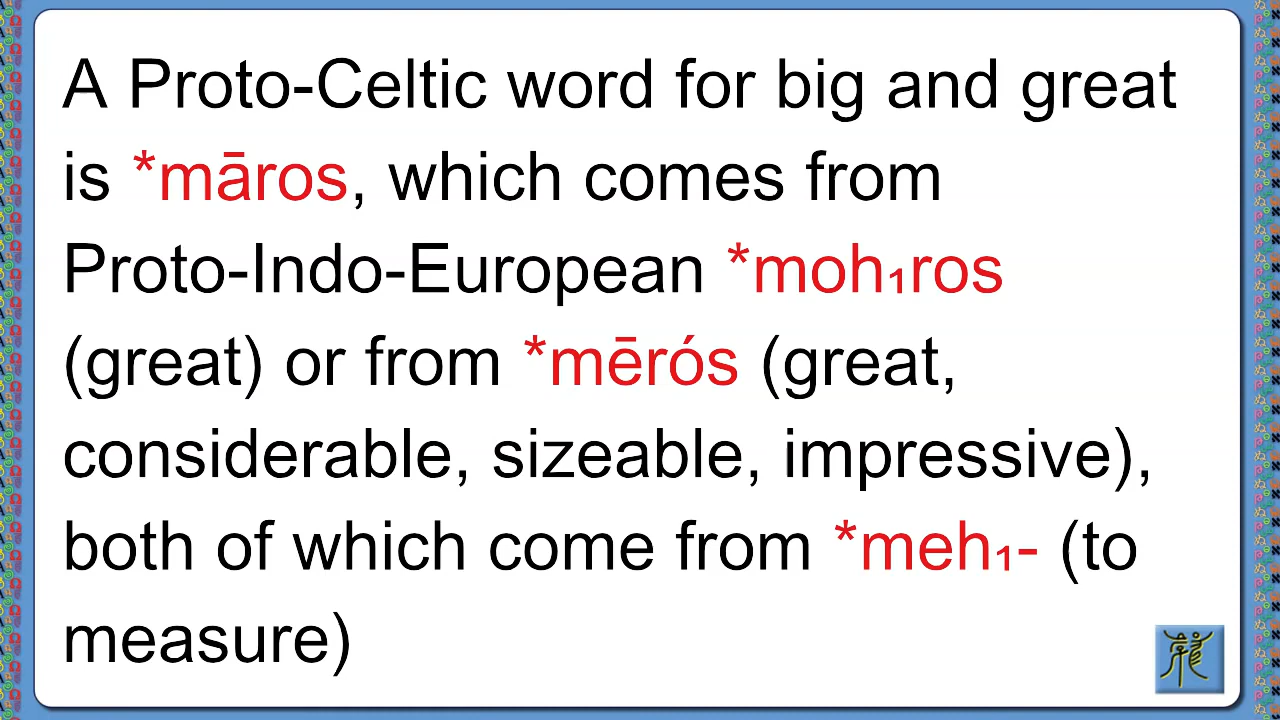 A Proto-Celtic word for big and great
is *māros, which comes from
Proto-Indo-European *moh₁ros
(great) or from *mērós (great,
considerable, sizeable, impressive),
both of which come from *meh₁- (to
measure)